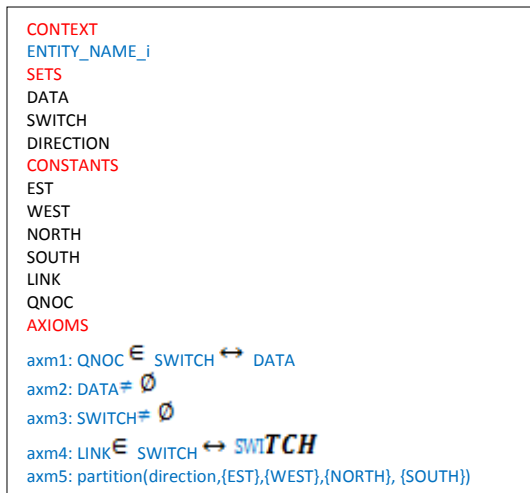 CONTEXT
ENTITY_NAME_i
SETS
DATA
SWITCH
DIRECTION
CONSTANTS
EST
WEST
NORTH
SOUTH
LINK
QNOC
AXIOMS
axm1: QNOC ∈ SWITCH ↔ DATA
axm2: DATA≠ ∅
axm3: SWITCH≠ ∅
axm4: LINK∈ SWITCH ↔ SWITCH
axm5: partition(direction,{EST},{WEST},{NORTH}, {SOUTH})